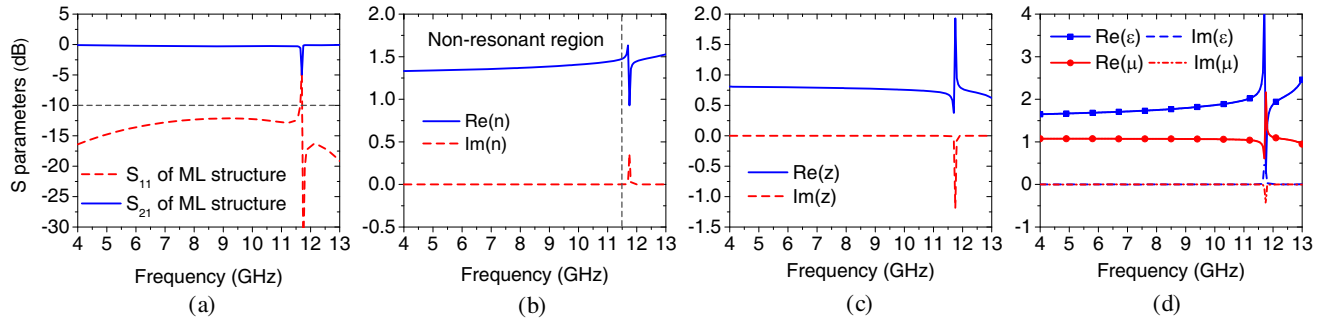 S parameters (dB)
5
0
-5
-10
-15
-20
-25
-30
S11 of ML structure
S21 of ML structure
4 5 6 7 8 9 10 11 12 13
Frequency (GHz)
(a)
2.0
1.5
1.0
0.5
0.0
-0.5
Non-resonant region
Re(n)
Im(n)
4 5 6 7 8 9 10 11 12 13
Frequency (GHz)
(b)
2.0
1.5
1.0
0.5
0.0
-0.5
-1.0
-1.5
Re(z)
Im(z)
4 5 6 7 8 9 10 11 12 13
Frequency (GHz)
(c)
4
3
2
1
0
-1
Re(ε) Im(ε)
Re(μ) Im(μ)
4 5 6 7 8 9 10 11 12 13
Frequency (GHz)
(d)